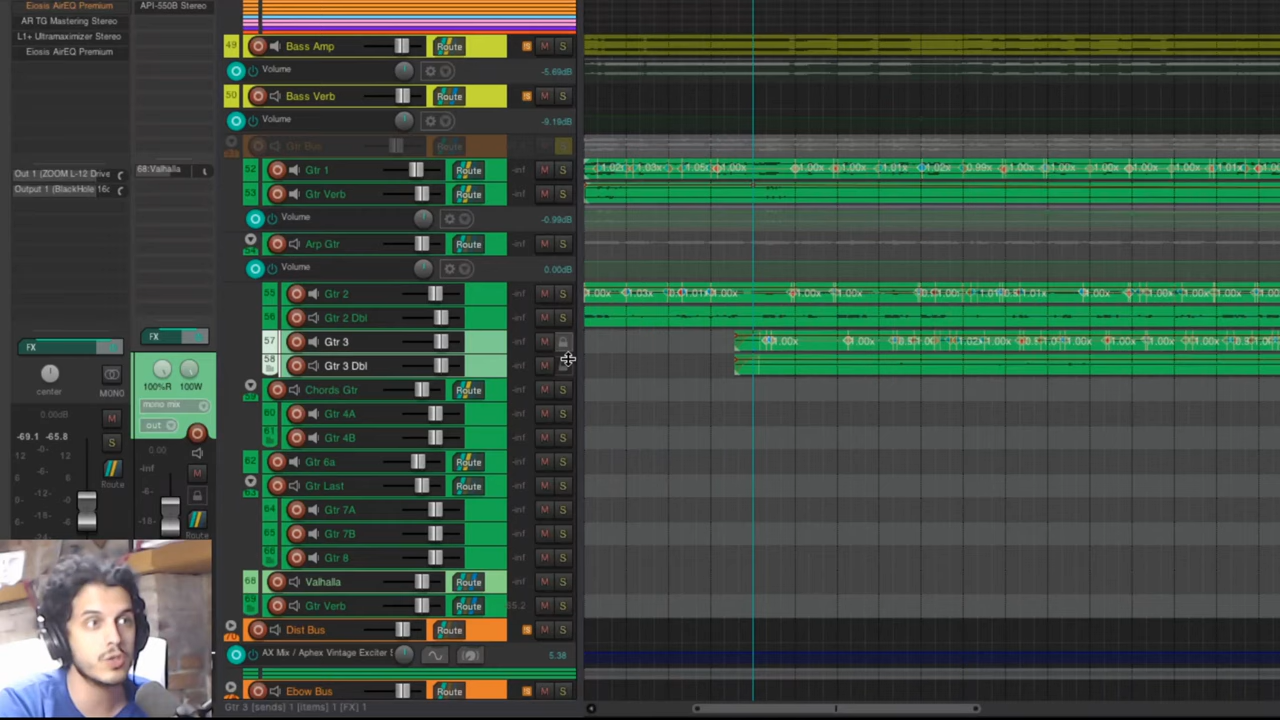 Eiosis AirEQ Premium
AR TG Mastering Stereo
L1+ Ultramaximizer Stereo
Eiosis AirEQ Premium
API-550B Stereo
Out 1 (ZOOM L-12 Drive
Output 1 (BlackHole 16c
68:Valhalla
FX
center
MONO
0.00dB
-69.1 -65.8
M
S
Route
FX
100%R 100W
mono mix
out
0.00
-inf
M
Route
49 Bass Amp Route M S
Volume -5.69dB
50 Bass Verb Route M S
Volume -9.19dB
Gtr Bus Route
52 Gtr 1 Route -inf M S
53 Gtr Verb Route -inf M S
Volume -0.99dB
Arp Gtr Route -inf M S
Volume 0.00dB
55 Gtr 2 -inf M S
56 Gtr 2 Dbl -inf M S
57 Gtr 3 -inf M
58 Gtr 3 Dbl -inf M
Chords Gtr Route -inf M S
60 Gtr 4A -inf M S
61 Gtr 4B -inf M S
62 Gtr 6a Route -inf M S
Gtr Last Route -inf M S
64 Gtr 7A -inf M S
65 Gtr 7B -inf M S
66 Gtr 8 -inf M S
68 Valhalla Route -inf M S
69 Gtr Verb Route M S
Dist Bus Route M S
AX Mix / Aphex Vintage Exciter 5.38
Ebow Bus Route M S
Gtr 3 [sends] 1 [items] 1 [FX] 1